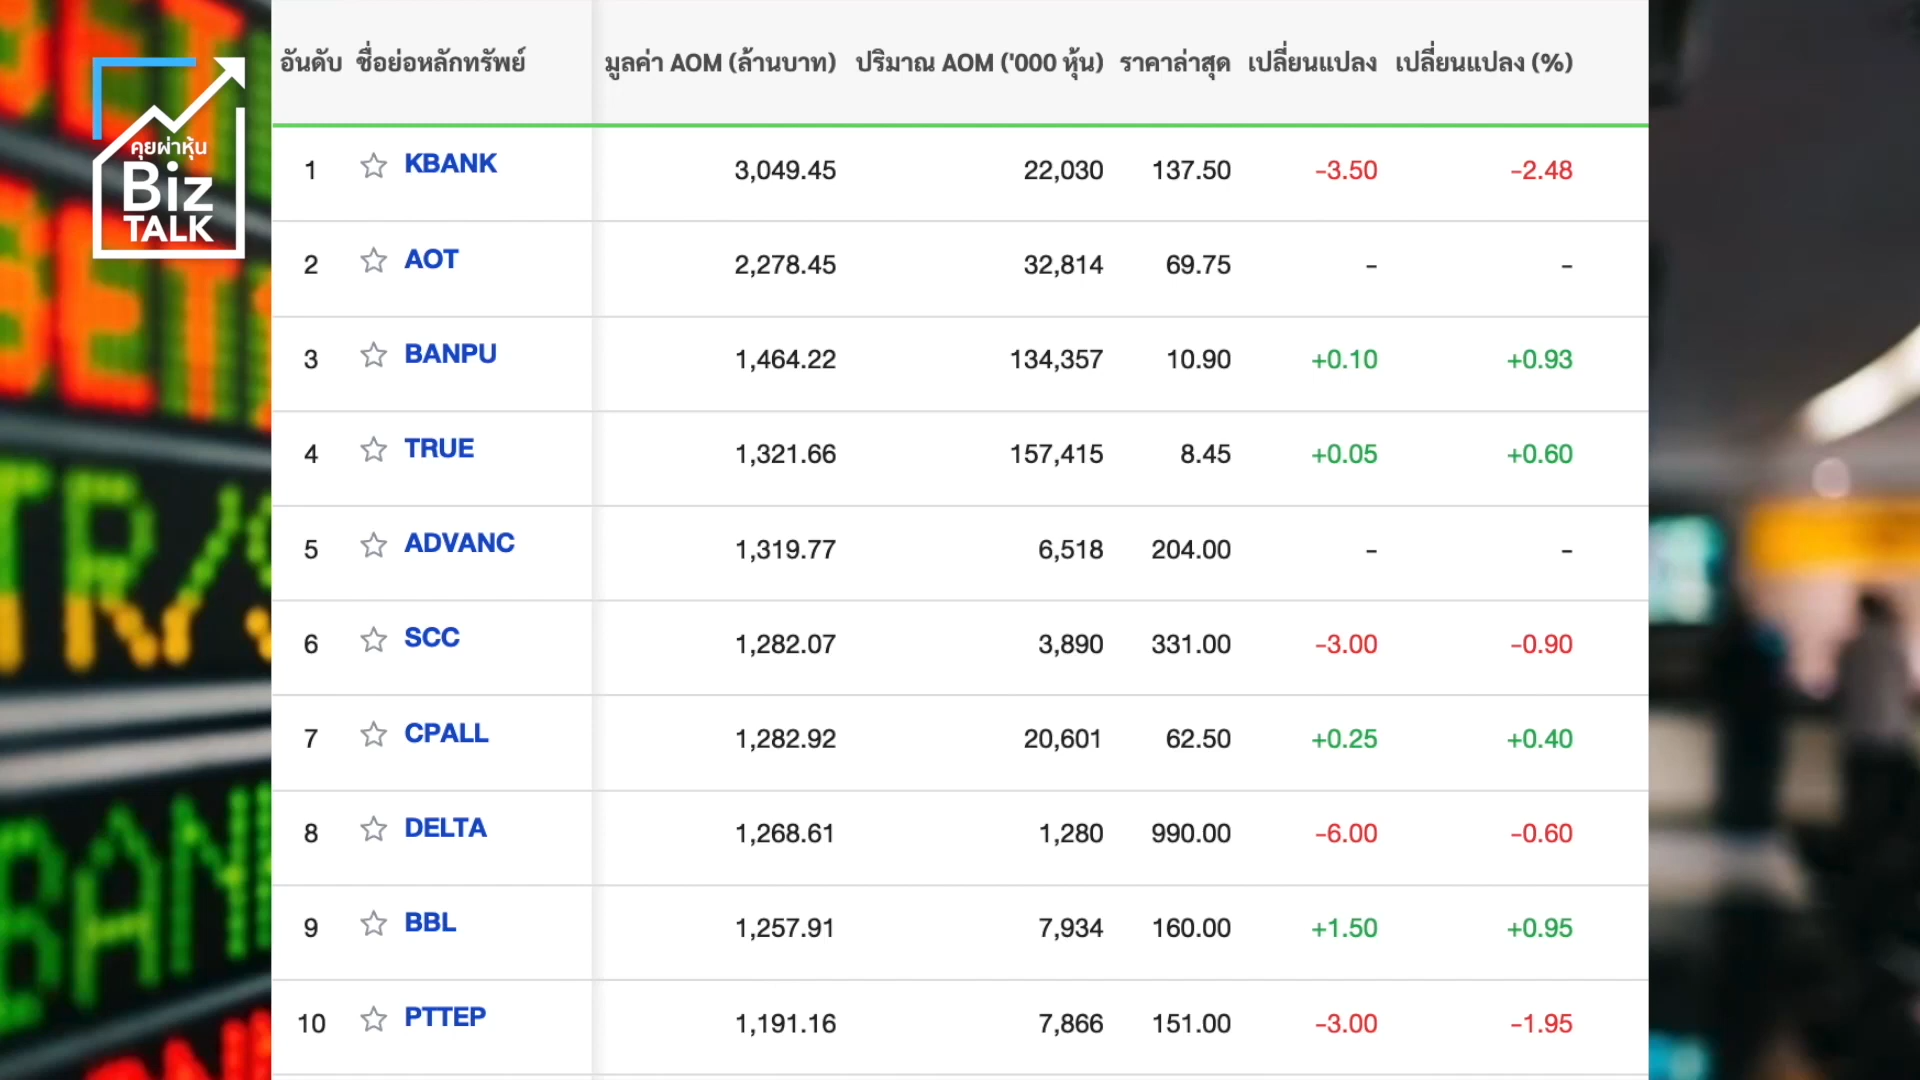 คุยผ่าหุ้น
Biz
TALK
อันดับ ชื่อย่อหลักทรัพย์ มูลค่า AOM (ล้านบาท) ปริมาณ AOM ('000 หุ้น) ราคาล่าสุด เปลี่ยนแปลง เปลี่ยนแปลง (%)
1 KBANK 3,049.45 22,030 137.50 -3.50 -2.48
2 AOT 2,278.45 32,814 69.75 - -
3 BANPU 1,464.22 134,357 10.90 +0.10 +0.93
4 TRUE 1,321.66 157,415 8.45 +0.05 +0.60
5 ADVANC 1,319.77 6,518 204.00 - -
6 SCC 1,282.07 3,890 331.00 -3.00 -0.90
7 CPALL 1,282.92 20,601 62.50 +0.25 +0.40
8 DELTA 1,268.61 1,280 990.00 -6.00 -0.60
9 BBL 1,257.91 7,934 160.00 +1.50 +0.95
10 PTTEP 1,191.16 7,866 151.00 -3.00 -1.95